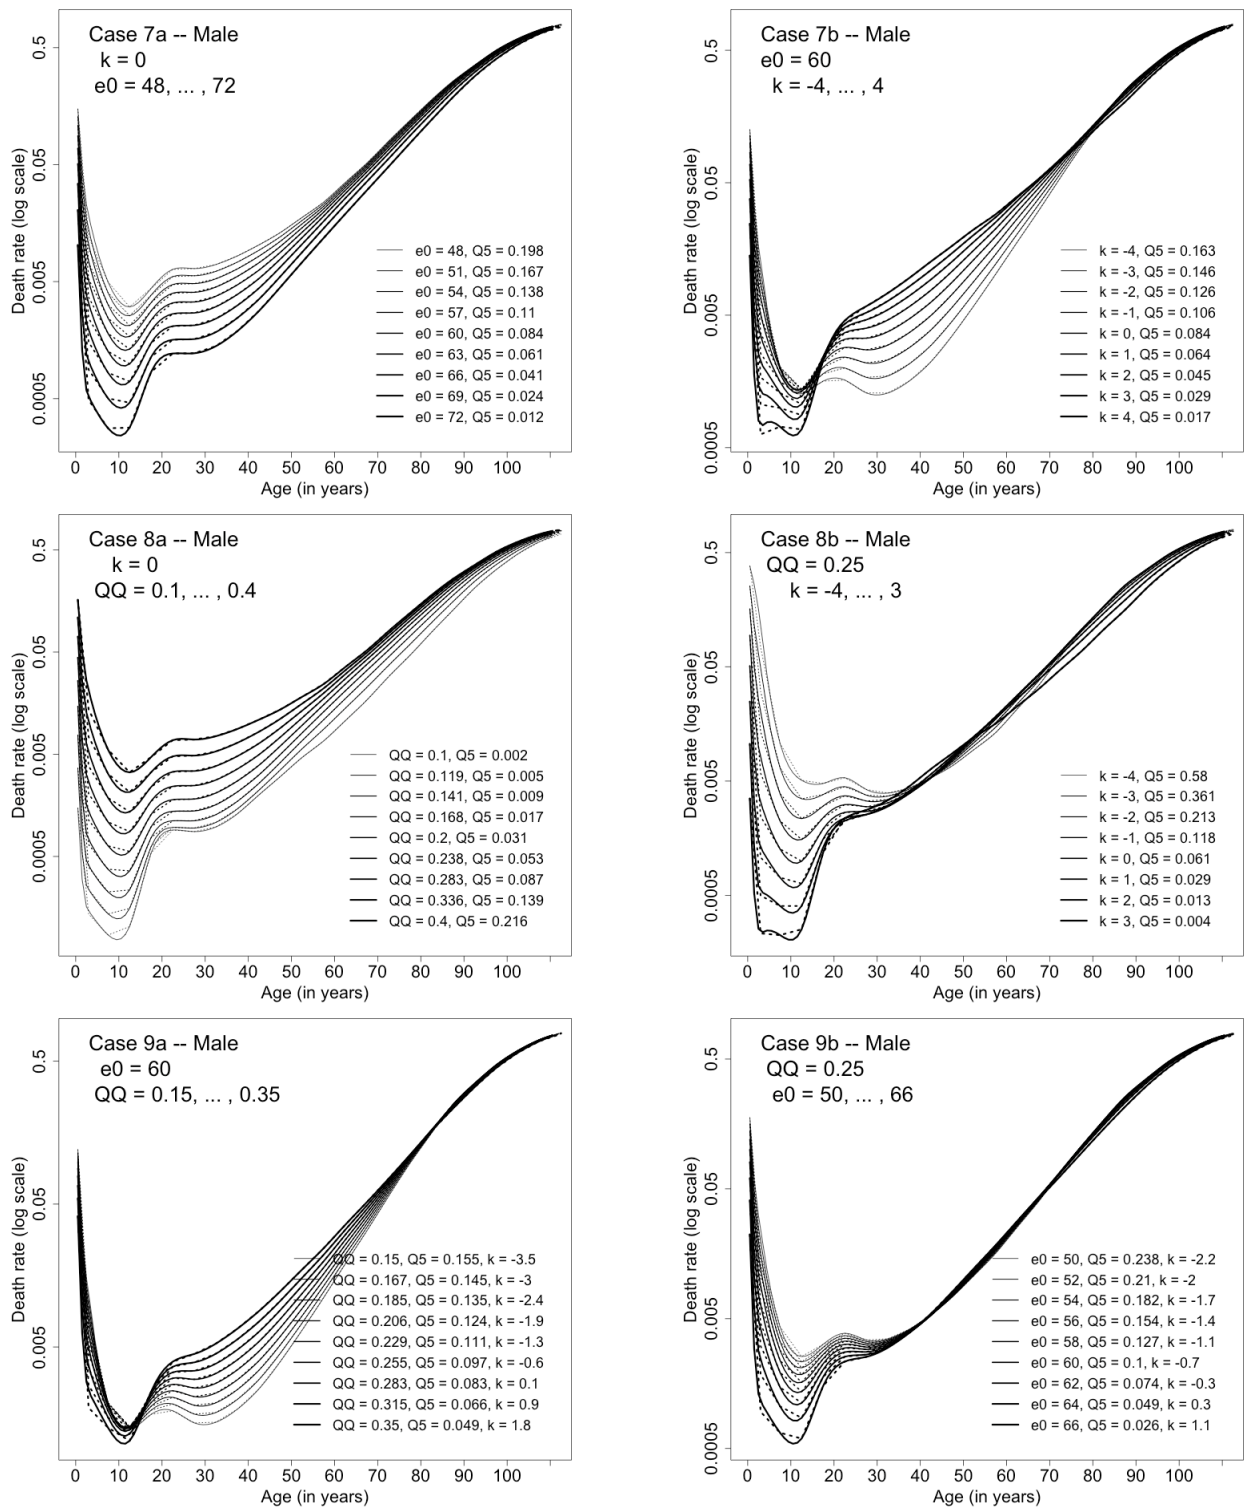 Case 7a -- Male
k = 0
e0 = 48, ... , 72
Death rate (log scale)
0.5
0.05
0.005
0.0005
e0 = 48, Q5 = 0.198
e0 = 51, Q5 = 0.167
e0 = 54, Q5 = 0.138
e0 = 57, Q5 = 0.11
e0 = 60, Q5 = 0.084
e0 = 63, Q5 = 0.061
e0 = 66, Q5 = 0.041
e0 = 69, Q5 = 0.024
e0 = 72, Q5 = 0.012
0 10 20 30 40 50 60 70 80 90 100
Age (in years)
Case 7b -- Male
e0 = 60
k = -4, ... , 4
Death rate (log scale)
0.5
0.05
0.005
0.0005
k = -4, Q5 = 0.163
k = -3, Q5 = 0.146
k = -2, Q5 = 0.126
k = -1, Q5 = 0.106
k = 0, Q5 = 0.084
k = 1, Q5 = 0.064
k = 2, Q5 = 0.045
k = 3, Q5 = 0.029
k = 4, Q5 = 0.017
0 10 20 30 40 50 60 70 80 90 100
Age (in years)
Case 8a -- Male
k = 0
QQ = 0.1, ... , 0.4
Death rate (log scale)
0.5
0.05
0.005
0.0005
QQ = 0.1, Q5 = 0.002
QQ = 0.119, Q5 = 0.005
QQ = 0.141, Q5 = 0.009
QQ = 0.168, Q5 = 0.017
QQ = 0.2, Q5 = 0.031
QQ = 0.238, Q5 = 0.053
QQ = 0.283, Q5 = 0.087
QQ = 0.336, Q5 = 0.139
QQ = 0.4, Q5 = 0.216
0 10 20 30 40 50 60 70 80 90 100
Age (in years)
Case 8b -- Male
QQ = 0.25
k = -4, ... , 3
Death rate (log scale)
0.5
0.05
0.005
0.0005
k = -4, Q5 = 0.58
k = -3, Q5 = 0.361
k = -2, Q5 = 0.213
k = -1, Q5 = 0.118
k = 0, Q5 = 0.061
k = 1, Q5 = 0.029
k = 2, Q5 = 0.013
k = 3, Q5 = 0.004
0 10 20 30 40 50 60 70 80 90 100
Age (in years)
Case 9a -- Male
e0 = 60
QQ = 0.15, ... , 0.35
Death rate (log scale)
0.5
0.05
0.005
QQ = 0.15, Q5 = 0.155, k = -3.5
QQ = 0.167, Q5 = 0.145, k = -3
QQ = 0.185, Q5 = 0.135, k = -2.4
QQ = 0.206, Q5 = 0.124, k = -1.9
QQ = 0.229, Q5 = 0.111, k = -1.3
QQ = 0.255, Q5 = 0.097, k = -0.6
QQ = 0.283, Q5 = 0.083, k = 0.1
QQ = 0.315, Q5 = 0.066, k = 0.9
QQ = 0.35, Q5 = 0.049, k = 1.8
0 10 20 30 40 50 60 70 80 90 100
Age (in years)
Case 9b -- Male
QQ = 0.25
e0 = 50, ... , 66
Death rate (log scale)
0.5
0.05
0.005
0.0005
e0 = 50, Q5 = 0.238, k = -2.2
e0 = 52, Q5 = 0.21, k = -2
e0 = 54, Q5 = 0.182, k = -1.7
e0 = 56, Q5 = 0.154, k = -1.4
e0 = 58, Q5 = 0.127, k = -1.1
e0 = 60, Q5 = 0.1, k = -0.7
e0 = 62, Q5 = 0.074, k = -0.3
e0 = 64, Q5 = 0.049, k = 0.3
e0 = 66, Q5 = 0.026, k = 1.1
0 10 20 30 40 50 60 70 80 90 100
Age (in years)